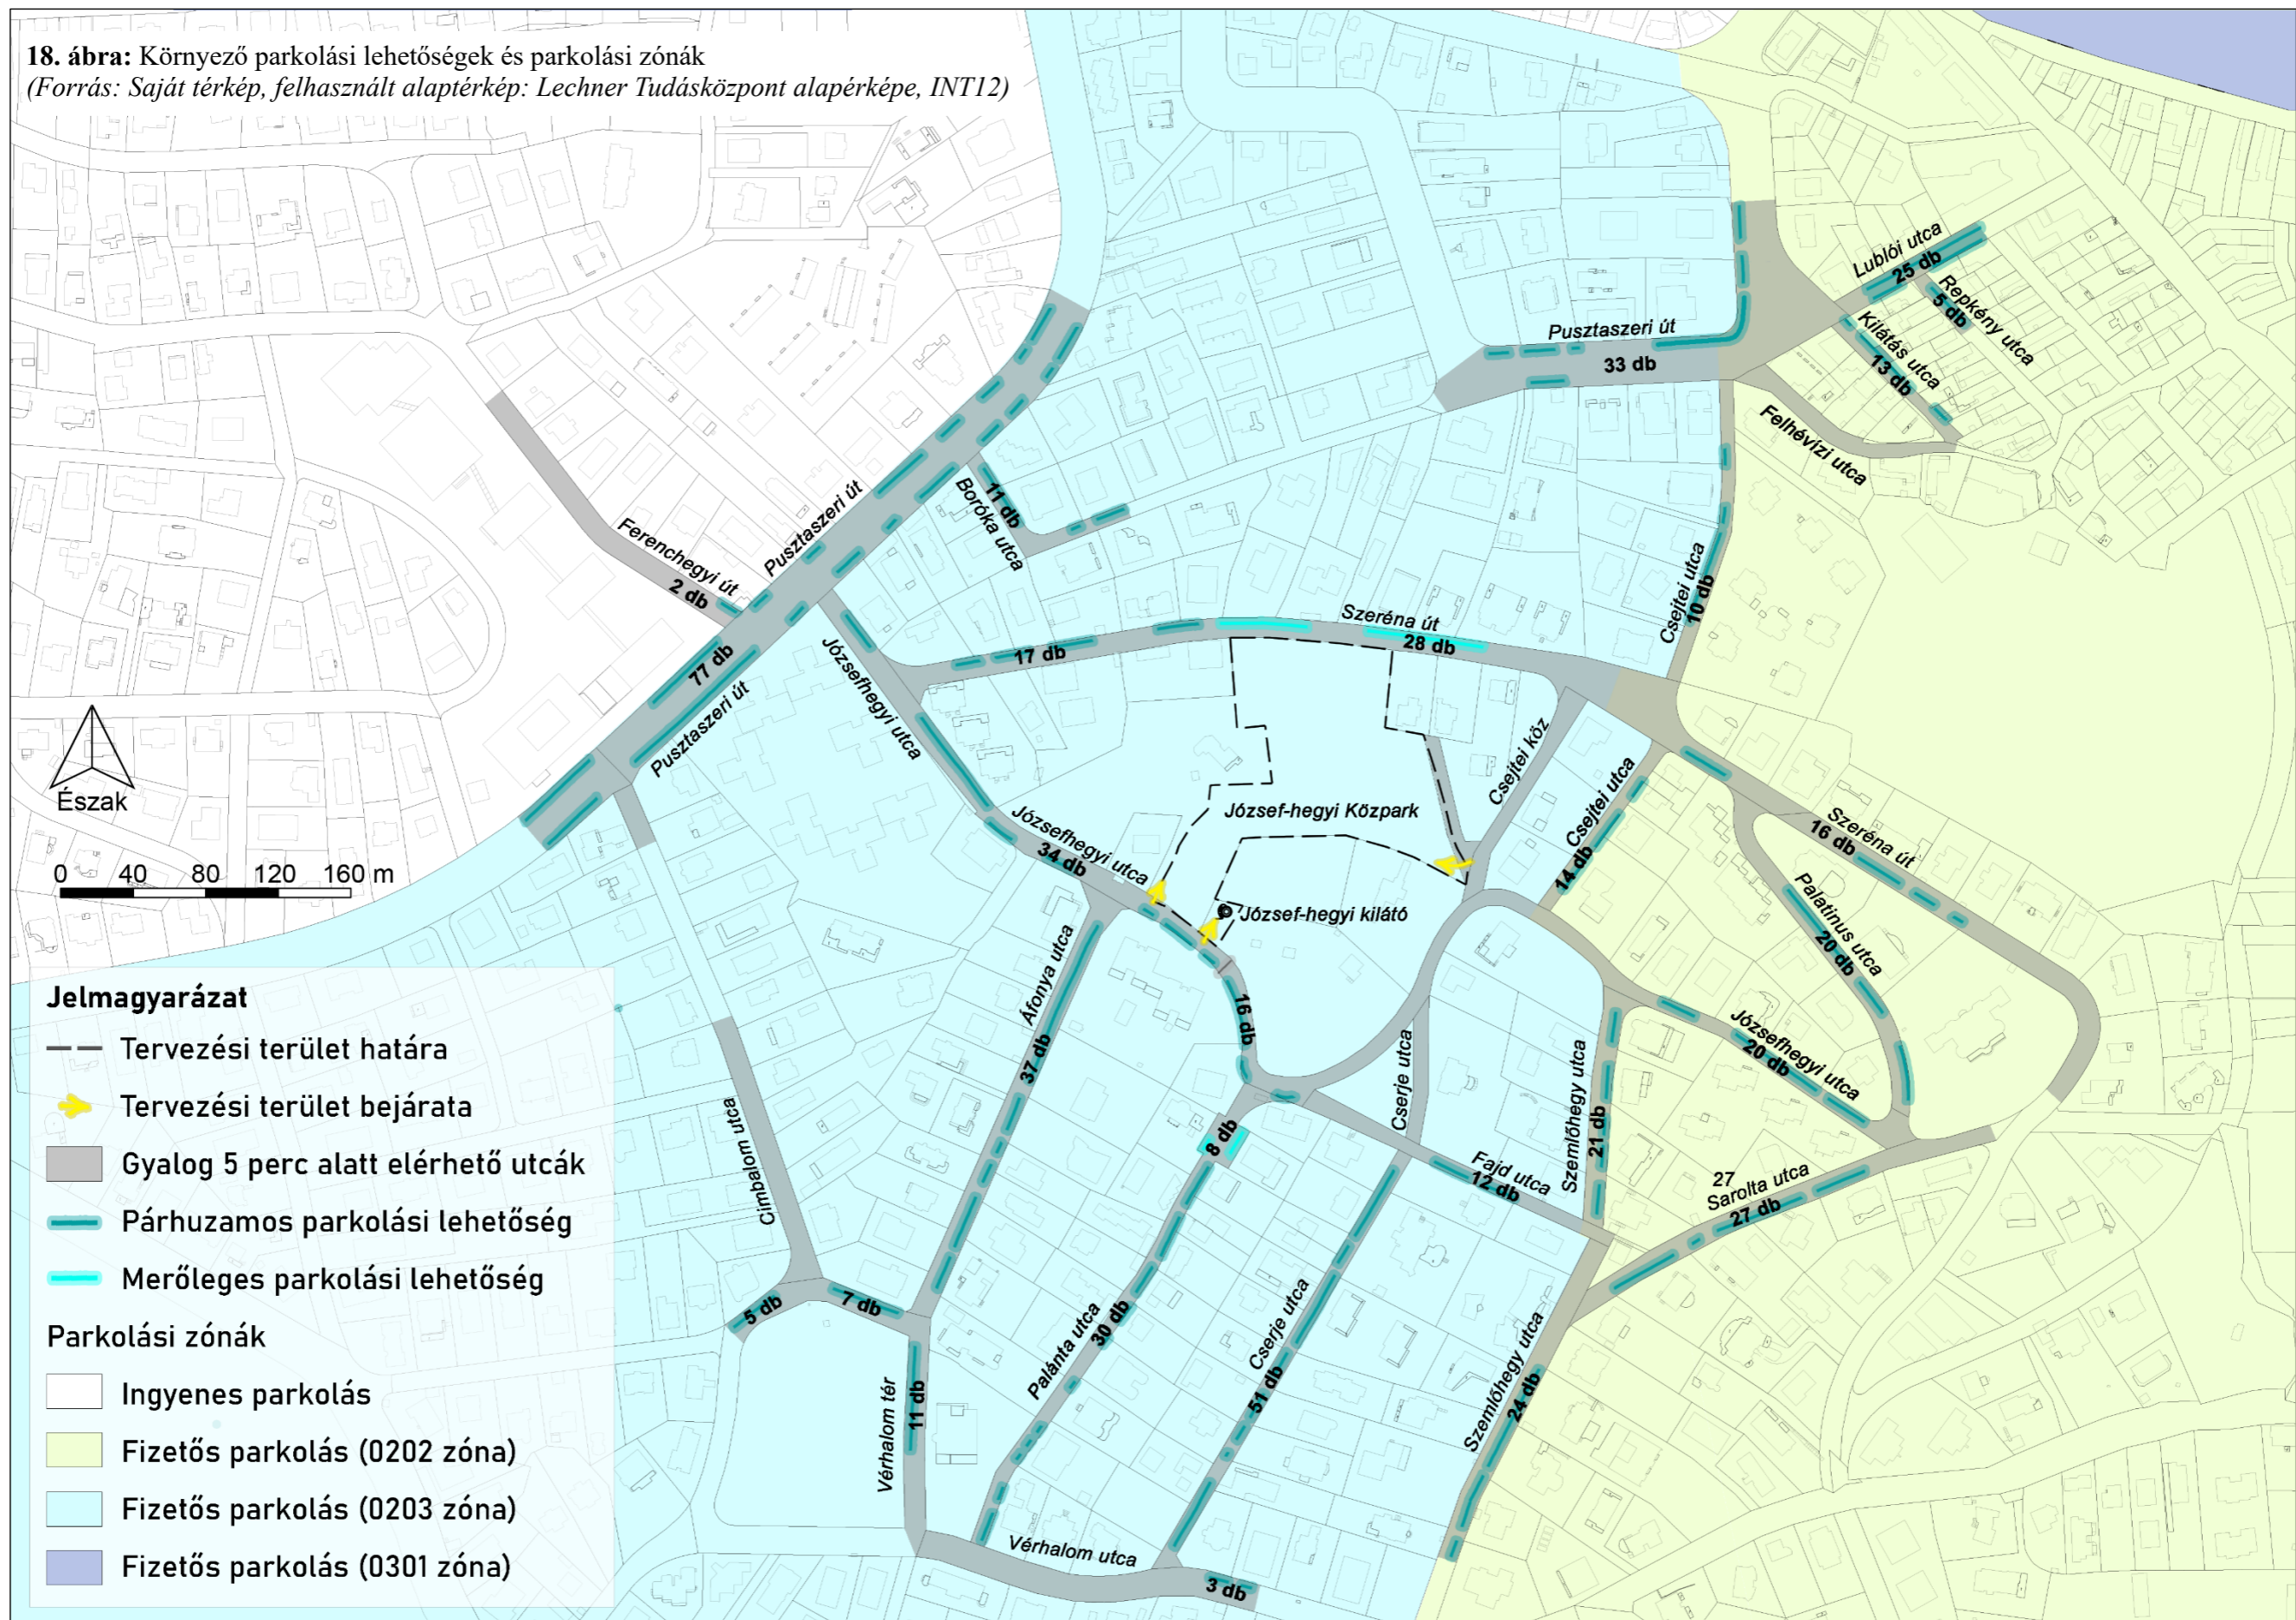 18. ábra: Környező parkolási lehetőségek és parkolási zónák
(Forrás: Saját térkép, felhasznált alaptérkép: Lechner Tudásközpont alapérképe, INT12)
Lublói utca
25 db
Repkény utca
5 db
Kilátás utca
13 db
Pusztaszeri út
33 db
Felhévízi utca
Boróka utca
11 db
Pusztaszeri út
Ferenchegyi út
2 db
77 db
Pusztaszeri út
Csejtei utca
10 db
Szeréna út
28 db
17 db
Józsefhegyi utca
Csejtei köz
Csejtei utca
14 db
József-hegyi Közpark
Józsefhegyi utca
34 db
József-hegyi kilátó
Szeréna út
16 db
Palatinus utca
20 db
Áfonya utca
37 db
16 db
Józsefhegyi utca
20 db
Cserje utca
Szemlőhegy utca
21 db
8 db
Fajd utca
12 db
27
Sarolta utca
27 db
Cimbalom utca
5 db
7 db
Palánta utca
30 db
Cserje utca
51 db
Szemlőhegy utca
24 db
Vérhalom tér
11 db
Vérhalom utca
3 db
Észak
0 40 80 120 160 m
Jelmagyarázat
Tervezési terület határa
Tervezési terület bejárata
Gyalog 5 perc alatt elérhető utcák
Párhuzamos parkolási lehetőség
Merőleges parkolási lehetőség
Parkolási zónák
Ingyenes parkolás
Fizetős parkolás (0202 zóna)
Fizetős parkolás (0203 zóna)
Fizetős parkolás (0301 zóna)